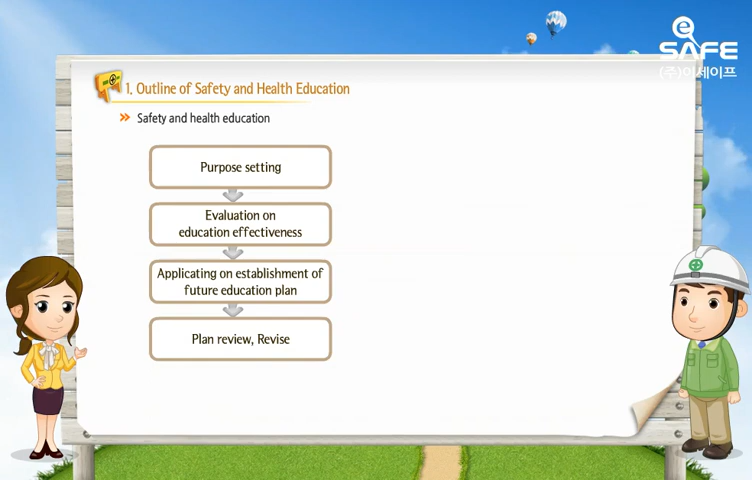 e
SAFE
(주)이세이프
1. Outline of Safety and Health Education
Safety and health education
Purpose setting
Evaluation on
education effectiveness
Applicating on establishment of
future education plan
Plan review, Revise